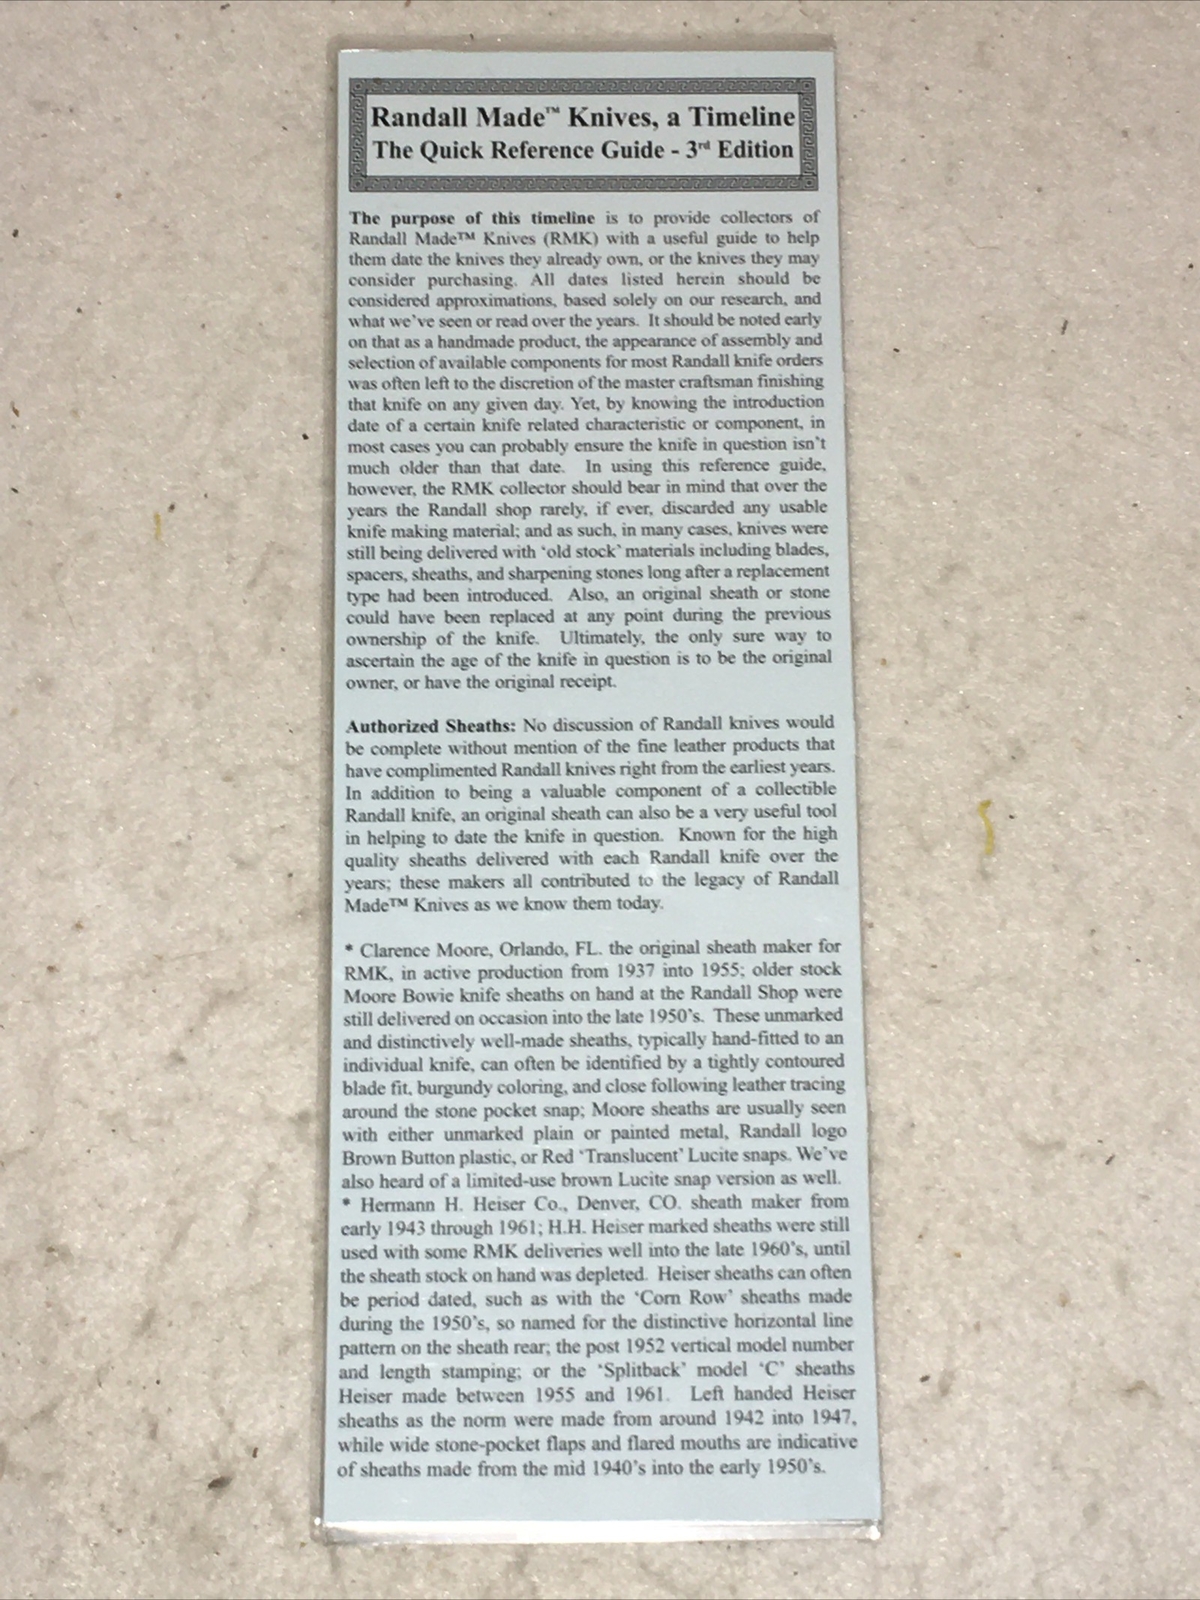 Randall Made™ Knives, a Timeline
The Quick Reference Guide - 3rd Edition
The purpose of this timeline is to provide collectors of
Randall Made™ Knives (RMK) with a useful guide to help
them date the knives they already own, or the knives they may
consider purchasing. All dates listed herein should be
considered approximations, based solely on our research, and
what we've seen or read over the years. It should be noted early
on that as a handmade product, the appearance of assembly and
selection of available components for most Randall knife orders
was often left to the discretion of the master craftsman finishing
that knife on any given day. Yet, by knowing the introduction
date of a certain knife related characteristic or component, in
most cases you can probably ensure the knife in question isn't
much older than that date. In using this reference guide,
however, the RMK collector should bear in mind that over the
years the Randall shop rarely, if ever, discarded any usable
knife making material; and as such, in many cases, knives were
still being delivered with 'old stock' materials including blades,
spacers, sheaths, and sharpening stones long after a replacement
type had been introduced. Also, an original sheath or stone
could have been replaced at any point during the previous
ownership of the knife. Ultimately, the only sure way to
ascertain the age of the knife in question is to be the original
owner, or have the original receipt.
Authorized Sheaths: No discussion of Randall knives would
be complete without mention of the fine leather products that
have complimented Randall knives right from the earliest years.
In addition to being a valuable component of a collectible
Randall knife, an original sheath can also be a very useful tool
in helping to date the knife in question. Known for the high
quality sheaths delivered with each Randall knife over the
years; these makers all contributed to the legacy of Randall
Made™ Knives as we know them today.
* Clarence Moore, Orlando, FL. the original sheath maker for
RMK, in active production from 1937 into 1955; older stock
Moore Bowie knife sheaths on hand at the Randall Shop were
still delivered on occasion into the late 1950's. These unmarked
and distinctively well-made sheaths, typically hand-fitted to an
individual knife, can often be identified by a tightly contoured
blade fit, burgundy coloring, and close following leather tracing
around the stone pocket snap; Moore sheaths are usually seen
with either unmarked plain or painted metal, Randall logo
Brown Button plastic, or Red 'Translucent' Lucite snaps. We've
also heard of a limited-use brown Lucite snap version as well.
* Hermann H. Heiser Co., Denver, CO. sheath maker from
early 1943 through 1961; H.H. Heiser marked sheaths were still
used with some RMK deliveries well into the late 1960's, until
the sheath stock on hand was depleted. Heiser sheaths can often
be period dated, such as with the 'Corn Row' sheaths made
during the 1950's, so named for the distinctive horizontal line
pattern on the sheath rear; the post 1952 vertical model number
and length stamping; or the 'Splitback' model 'C' sheaths
Heiser made between 1955 and 1961. Left handed Heiser
sheaths as the norm were made from around 1942 into 1947,
while wide stone-pocket flaps and flared mouths are indicative
of sheaths made from the mid 1940's into the early 1950's.